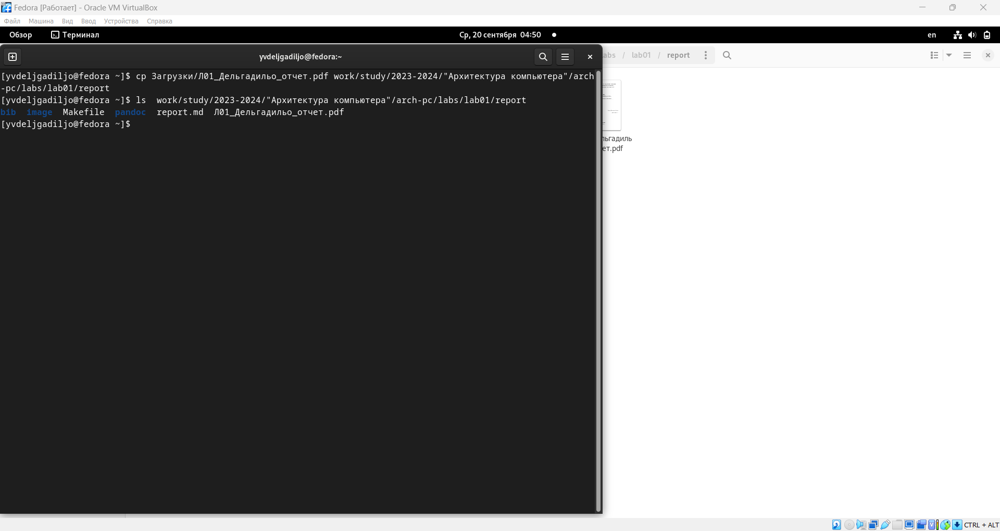 Fedora [Работает] - Oracle VM VirtualBox
Файл Машина Вид Ввод Устройства Справка
Обзор Терминал Ср, 20 сентября 04:50 en
yvdeljgadiljo@fedora:~
abs / lab01 / report
[yvdeljgadiljo@fedora ~]$ cp Загрузки/Л01_Дельгадильо_отчет.pdf work/study/2023-2024/"Архитектура компьютера"/arch
-pc/labs/lab01/report
[yvdeljgadiljo@fedora ~]$ ls  work/study/2023-2024/"Архитектура компьютера"/arch-pc/labs/lab01/report
bib image Makefile pandoc report.md Л01_Дельгадильо_отчет.pdf
[yvdeljgadiljo@fedora ~]$
льгадиль
ет.pdf
CTRL + ALT